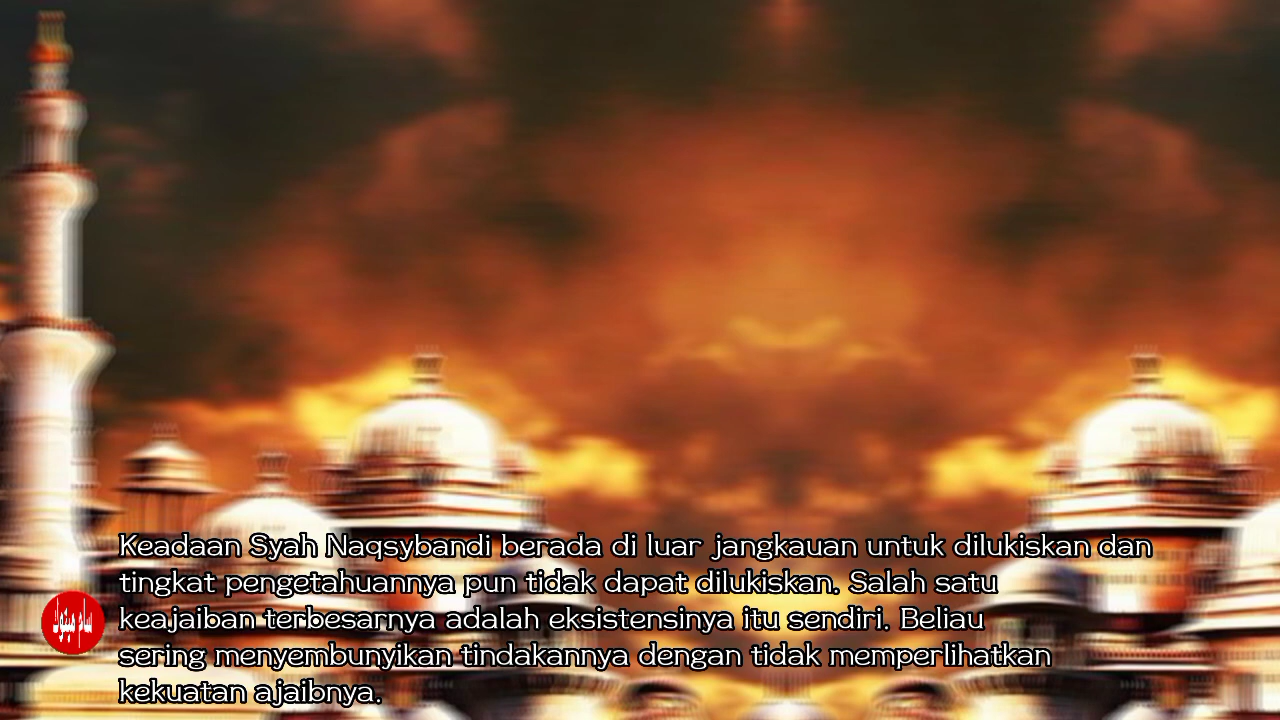 Keadaan Syah Naqsybandi berada di luar jangkauan untuk dilukiskan dan
tingkat pengetahuannya pun tidak dapat dilukiskan. Salah satu
keajaiban terbesarnya adalah eksistensinya itu sendiri. Beliau
sering menyembunyikan tindakannya dengan tidak memperlihatkan
kekuatan ajaibnya.